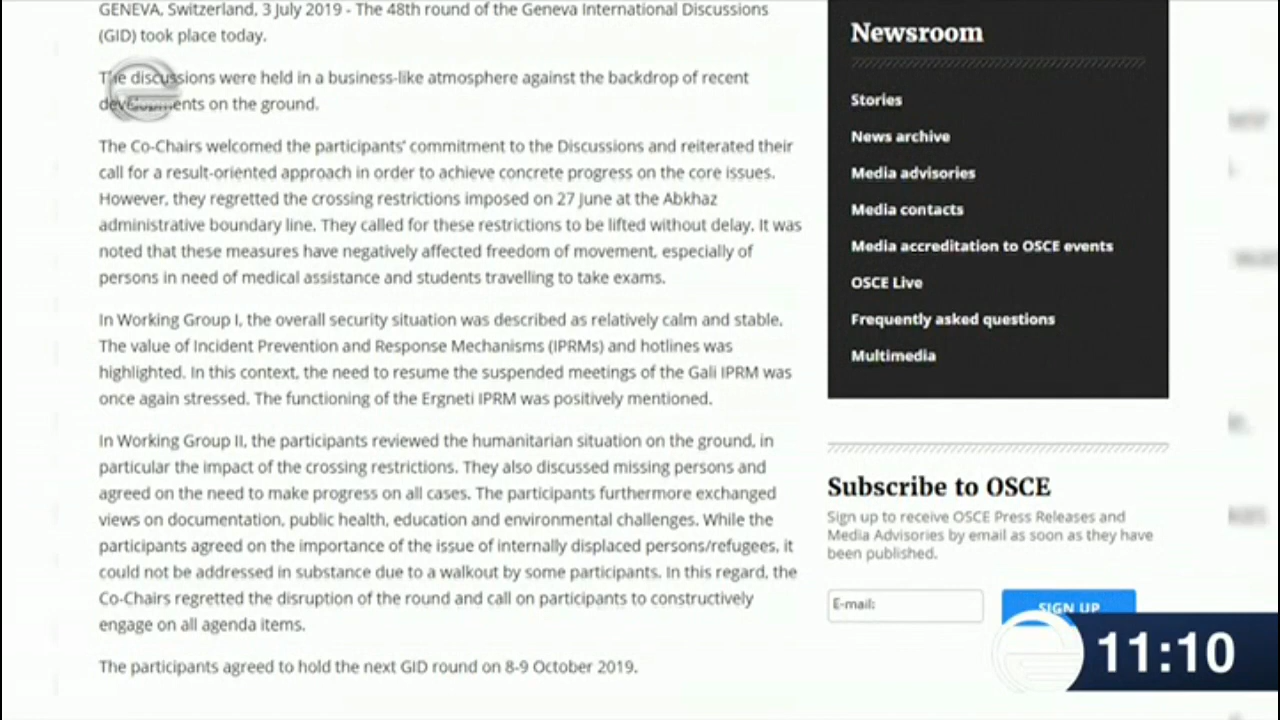 GENEVA, Switzerland, 3 July 2019 - The 48th round of the Geneva International Discussions
(GID) took place today.
The discussions were held in a business-like atmosphere against the backdrop of recent
developments on the ground.
The Co-Chairs welcomed the participants' commitment to the Discussions and reiterated their
call for a result-oriented approach in order to achieve concrete progress on the core issues.
However, they regretted the crossing restrictions imposed on 27 June at the Abkhaz
administrative boundary line. They called for these restrictions to be lifted without delay. It was
noted that these measures have negatively affected freedom of movement, especially of
persons in need of medical assistance and students travelling to take exams.
In Working Group I, the overall security situation was described as relatively calm and stable.
The value of Incident Prevention and Response Mechanisms (IPRMs) and hotlines was
highlighted. In this context, the need to resume the suspended meetings of the Gali IPRM was
once again stressed. The functioning of the Ergneti IPRM was positively mentioned.
In Working Group II, the participants reviewed the humanitarian situation on the ground, in
particular the impact of the crossing restrictions. They also discussed missing persons and
agreed on the need to make progress on all cases. The participants furthermore exchanged
views on documentation, public health, education and environmental challenges. While the
participants agreed on the importance of the issue of internally displaced persons/refugees, it
could not be addressed in substance due to a walkout by some participants. In this regard, the
Co-Chairs regretted the disruption of the round and call on participants to constructively
engage on all agenda items.
The participants agreed to hold the next GID round on 8-9 October 2019.
Newsroom
Stories
News archive
Media advisories
Media contacts
Media accreditation to OSCE events
OSCE Live
Frequently asked questions
Multimedia
Subscribe to OSCE
Sign up to receive OSCE Press Releases and
Media Advisories by email as soon as they have
been published.
E-mail:
SIGN UP
11:10